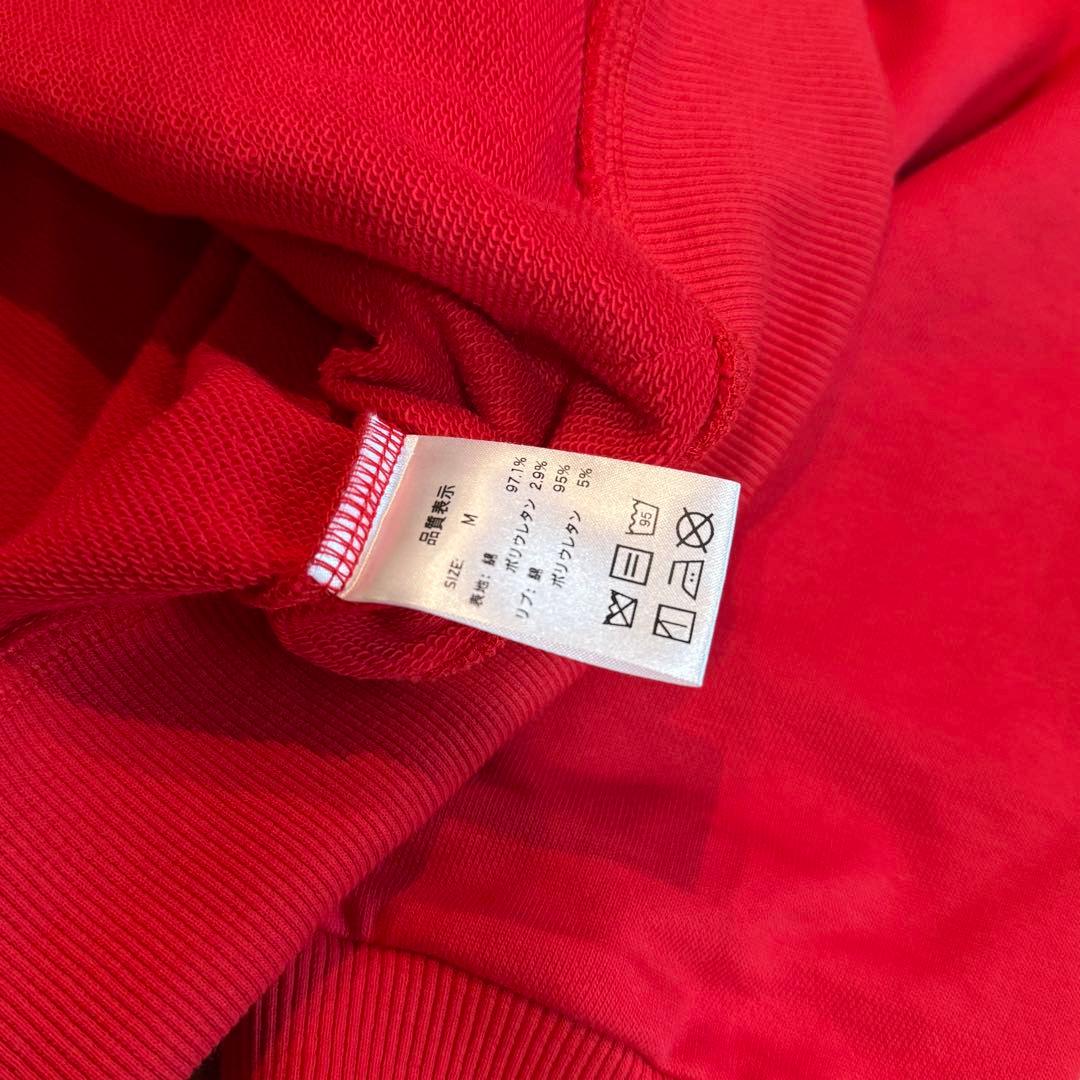 品質表示
SIZE: M
表地: 綿 97.1%
ポリウレタン 2.9%
リブ: 綿 95%
ポリウレタン 5%
95